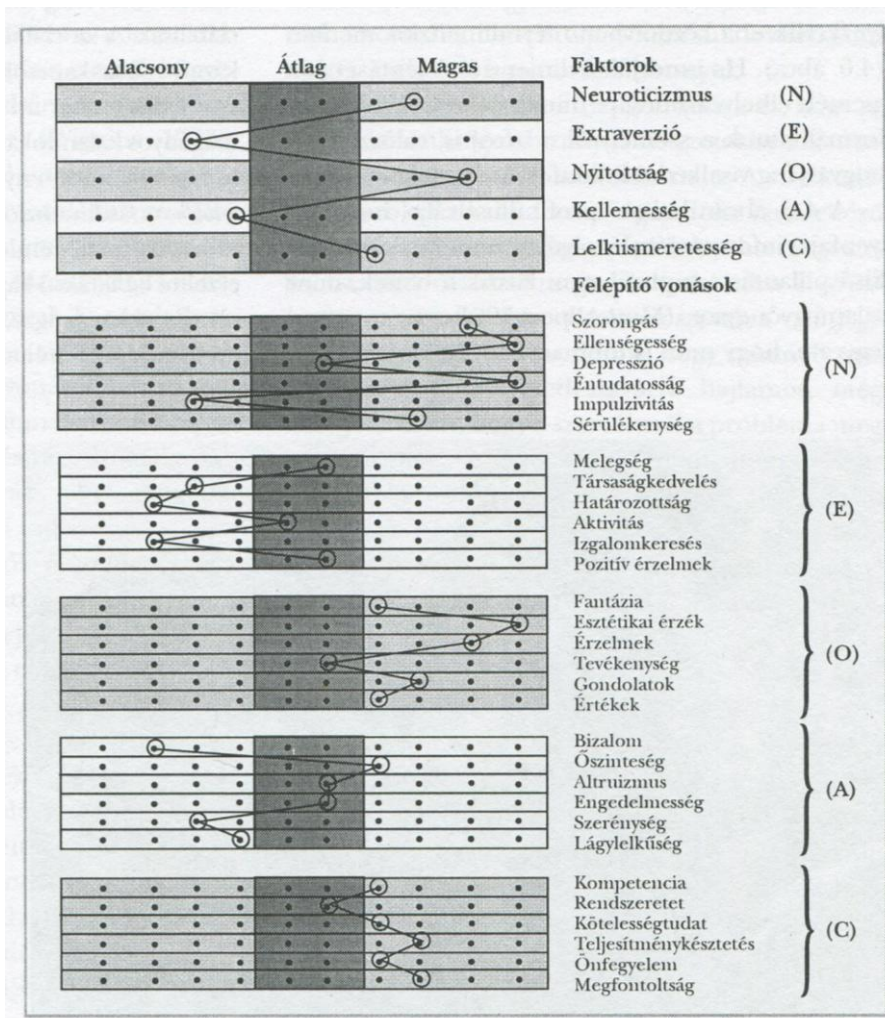 Alacsony Átlag Magas Faktorok
Neuroticizmus (N)
Extraverzió (E)
Nyitottság (O)
Kellemesség (A)
Lelkiismeretesség (C)
Felépítő vonások
Szorongás
Ellenségesség
Depresszió
Éntudatosság
Impulzivitás
Sérülékenység
(N)
Melegség
Társaságkedvelés
Határozottság
Aktivitás
Izgalomkeresés
Pozitív érzelmek
(E)
Fantázia
Esztétikai érzék
Érzelmek
Tevékenység
Gondolatok
Értékek
(O)
Bizalom
Őszinteség
Altruizmus
Engedelmesség
Szerénység
Lágylelkűség
(A)
Kompetencia
Rendszeretet
Kötelességtudat
Teljesítménykésztetés
Önfegyelem
Megfontoltság
(C)